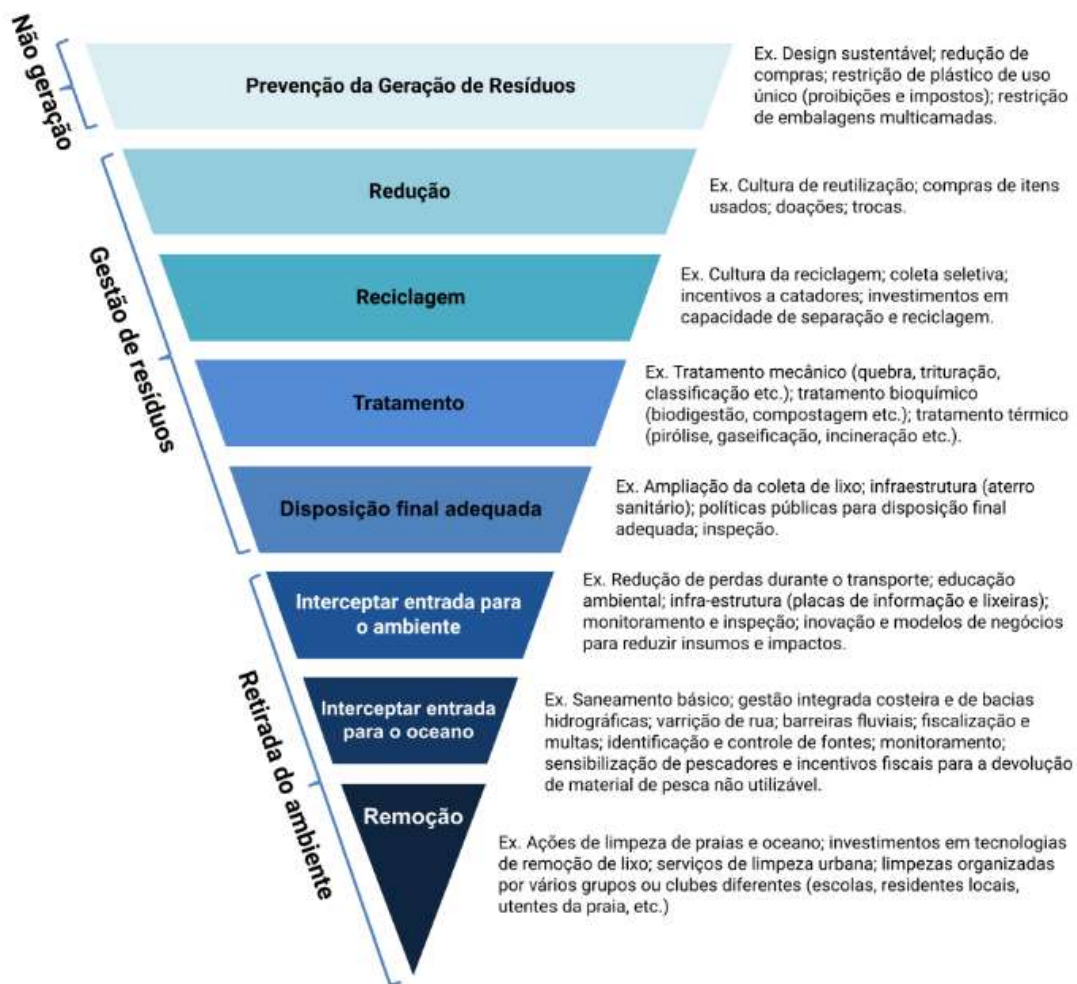 Não geração
Prevenção da Geração de Resíduos
Ex. Design sustentável; redução de
compras; restrição de plástico de uso
único (proibições e impostos); restrição
de embalagens multicamadas.
Gestão de resíduos
Redução
Ex. Cultura de reutilização; compras de itens
usados; doações; trocas.
Reciclagem
Ex. Cultura da reciclagem; coleta seletiva;
incentivos a catadores; investimentos em
capacidade de separação e reciclagem.
Tratamento
Ex. Tratamento mecânico (quebra, trituração,
classificação etc.); tratamento bioquímico
(biodigestão, compostagem etc.); tratamento térmico
(pirólise, gaseificação, incineração etc.).
Disposição final adequada
Ex. Ampliação da coleta de lixo; infraestrutura (aterro
sanitário); políticas públicas para disposição final
adequada; inspeção.
Retirada do ambiente
Interceptar entrada para
o ambiente
Ex. Redução de perdas durante o transporte; educação
ambiental; infra-estrutura (placas de informação e lixeiras);
monitoramento e inspeção; inovação e modelos de negócios
para reduzir insumos e impactos.
Interceptar entrada
para o oceano
Ex. Saneamento básico; gestão integrada costeira e de bacias
hidrográficas; varrição de rua; barreiras fluviais; fiscalização e
multas; identificação e controle de fontes; monitoramento;
sensibilização de pescadores e incentivos fiscais para a devolução
de material de pesca não utilizável.
Remoção
Ex. Ações de limpeza de praias e oceano; investimentos em tecnologias
de remoção de lixo; serviços de limpeza urbana; limpezas organizadas
por vários grupos ou clubes diferentes (escolas, residentes locais,
utentes da praia, etc.)